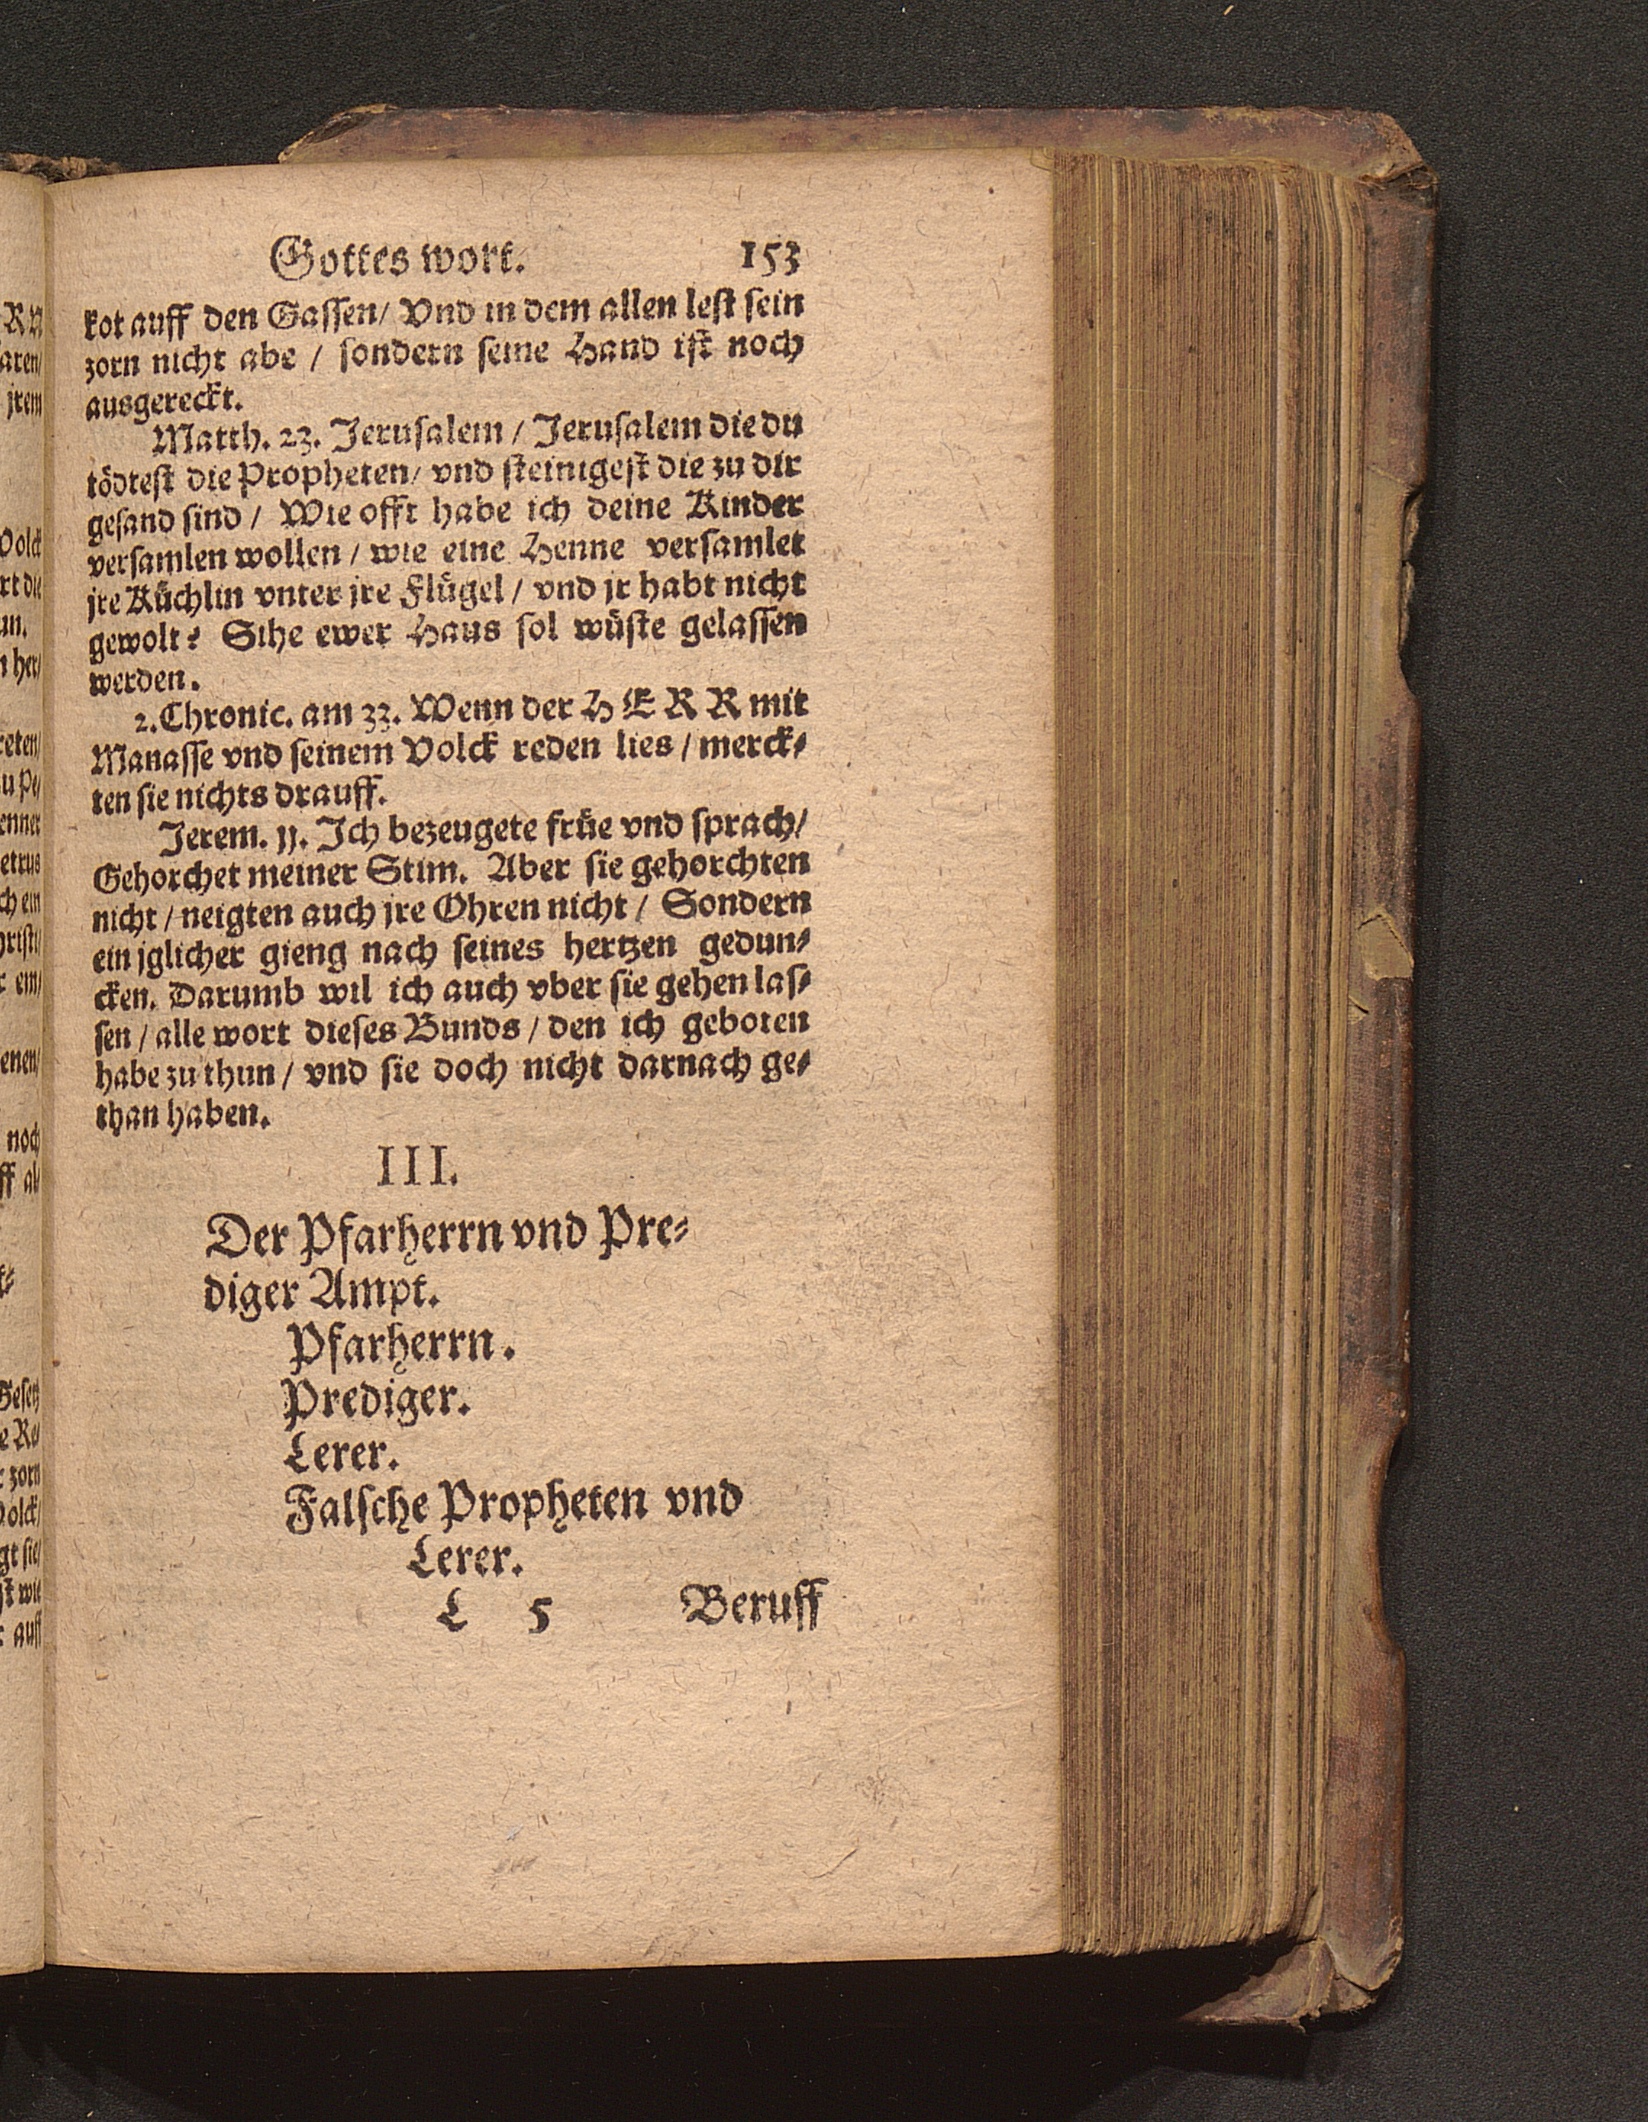 Gottes wort. 153
kot auff den Gassen/ Vnd in dem allen lest sein
zorn nicht abe / sondern seine Hand ist noch
ausgereckt.
Matth. 23. Jerusalem / Jerusalem die du
tödtest die Propheten/ vnd steinigest die zu dir
gesand sind / Wie offt habe ich deine Kinder
versamlen wollen / wie eine Henne versamlet
jre Küchlin vnter jre Flügel / vnd jr habt nicht
gewolt? Sihe ewer Haus sol wüste gelassen
werden.
2. Chronic. am 33. Wenn der HERR mit
Manasse vnd seinem Volck reden lies / merck-
ten sie nichts drauff.
Jerem. 11. Ich bezeugete früe vnd sprach/
Gehorchet meiner Stim. Aber sie gehorchten
nicht / neigten auch jre Ohren nicht / Sondern
ein jglicher gieng nach seines hertzen gedun-
cken. Darumb wil ich auch vber sie gehen las-
sen / alle wort dieses Bunds / den ich geboten
habe zu thun / vnd sie doch nicht darnach ge-
than haben.
III.
Der Pfarherrn vnd Pre-
diger Ampt.
Pfarherrn.
Prediger.
Lerer.
Falsche Propheten vnd
Lerer.
L 5 Beruff